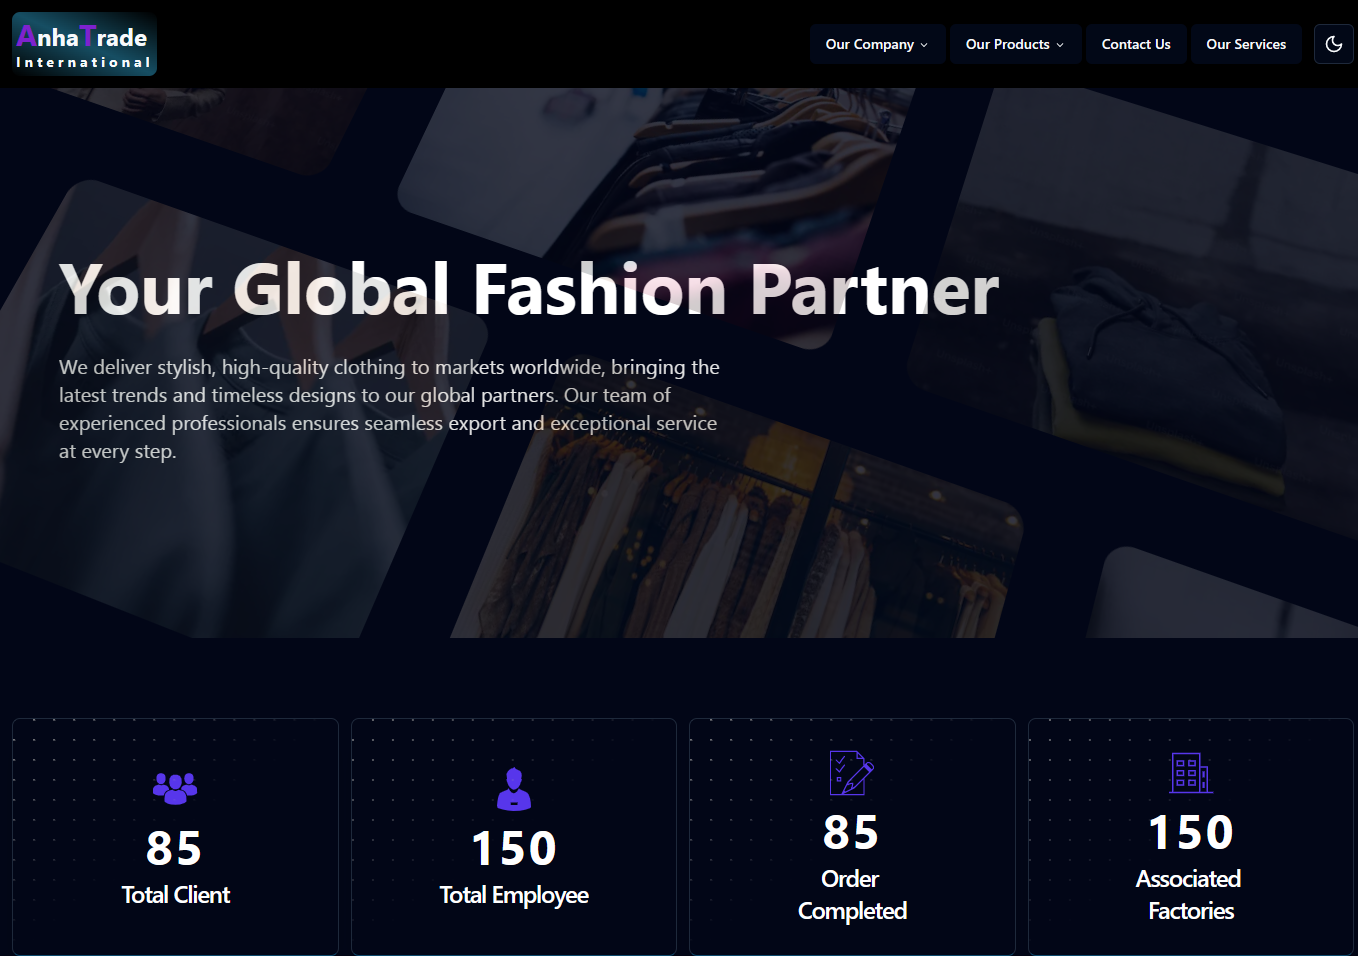 AnhaTrade
International
Our Company
Our Products
Contact Us
Our Services
Your Global Fashion Partner
We deliver stylish, high-quality clothing to markets worldwide, bringing the
latest trends and timeless designs to our global partners. Our team of
experienced professionals ensures seamless export and exceptional service
at every step.
85
Total Client
150
Total Employee
85
Order
Completed
150
Associated
Factories